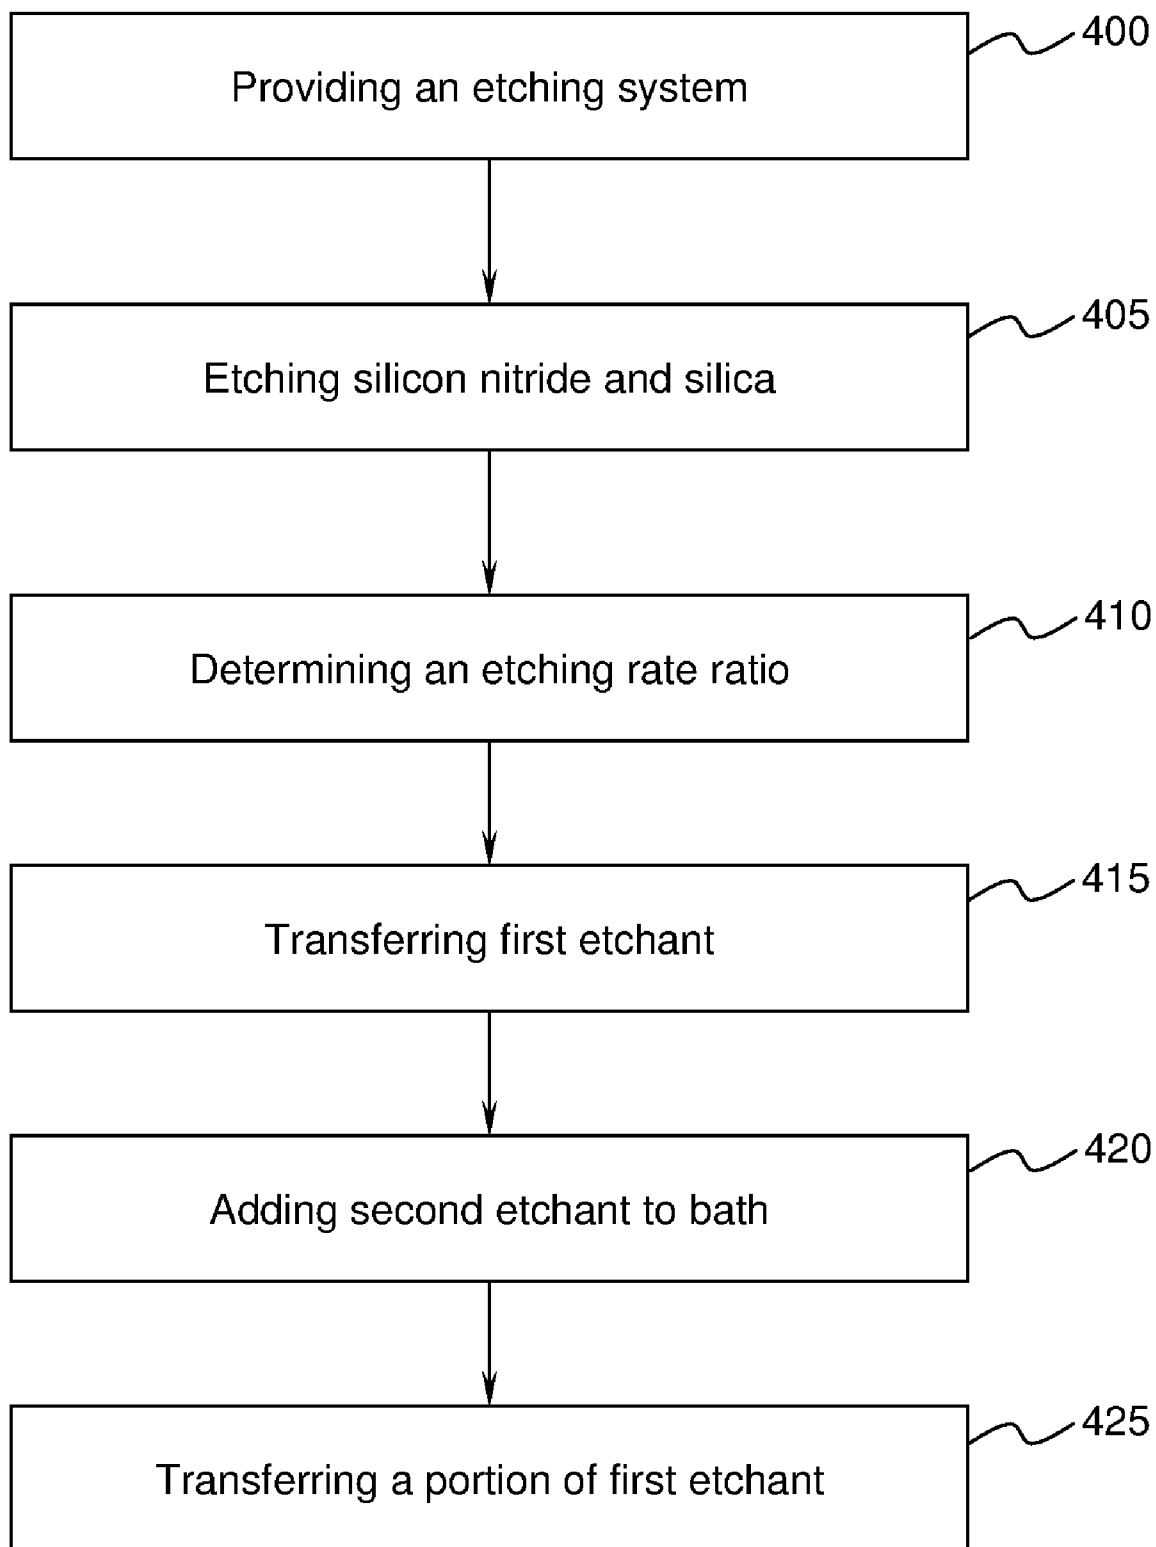 400
Providing an etching system
405
Etching silicon nitride and silica
410
Determining an etching rate ratio
415
Transferring first etchant
420
Adding second etchant to bath
425
Transferring a portion of first etchant